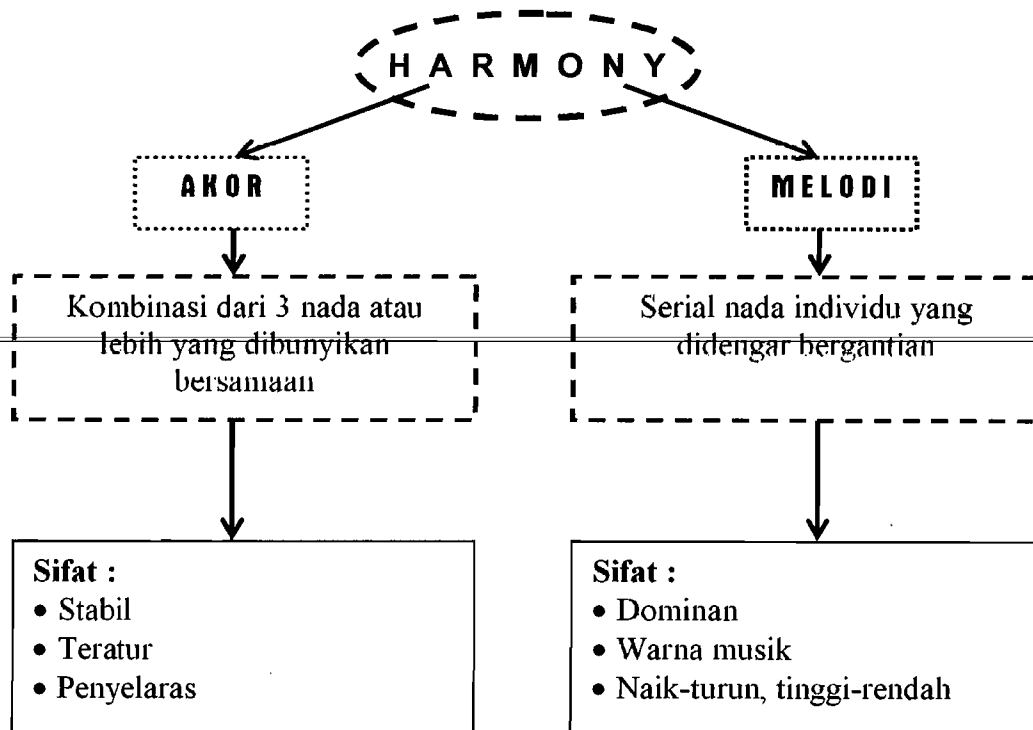 H A R M O N Y
AKOR
MELODI
Kombinasi dari 3 nada atau
lebih yang dibunyikan
bersamaan
Serial nada individu yang
didengar bergantian
Sifat :
• Stabil
• Teratur
• Penyelaras
Sifat :
• Dominan
• Warna musik
• Naik-turun, tinggi-rendah